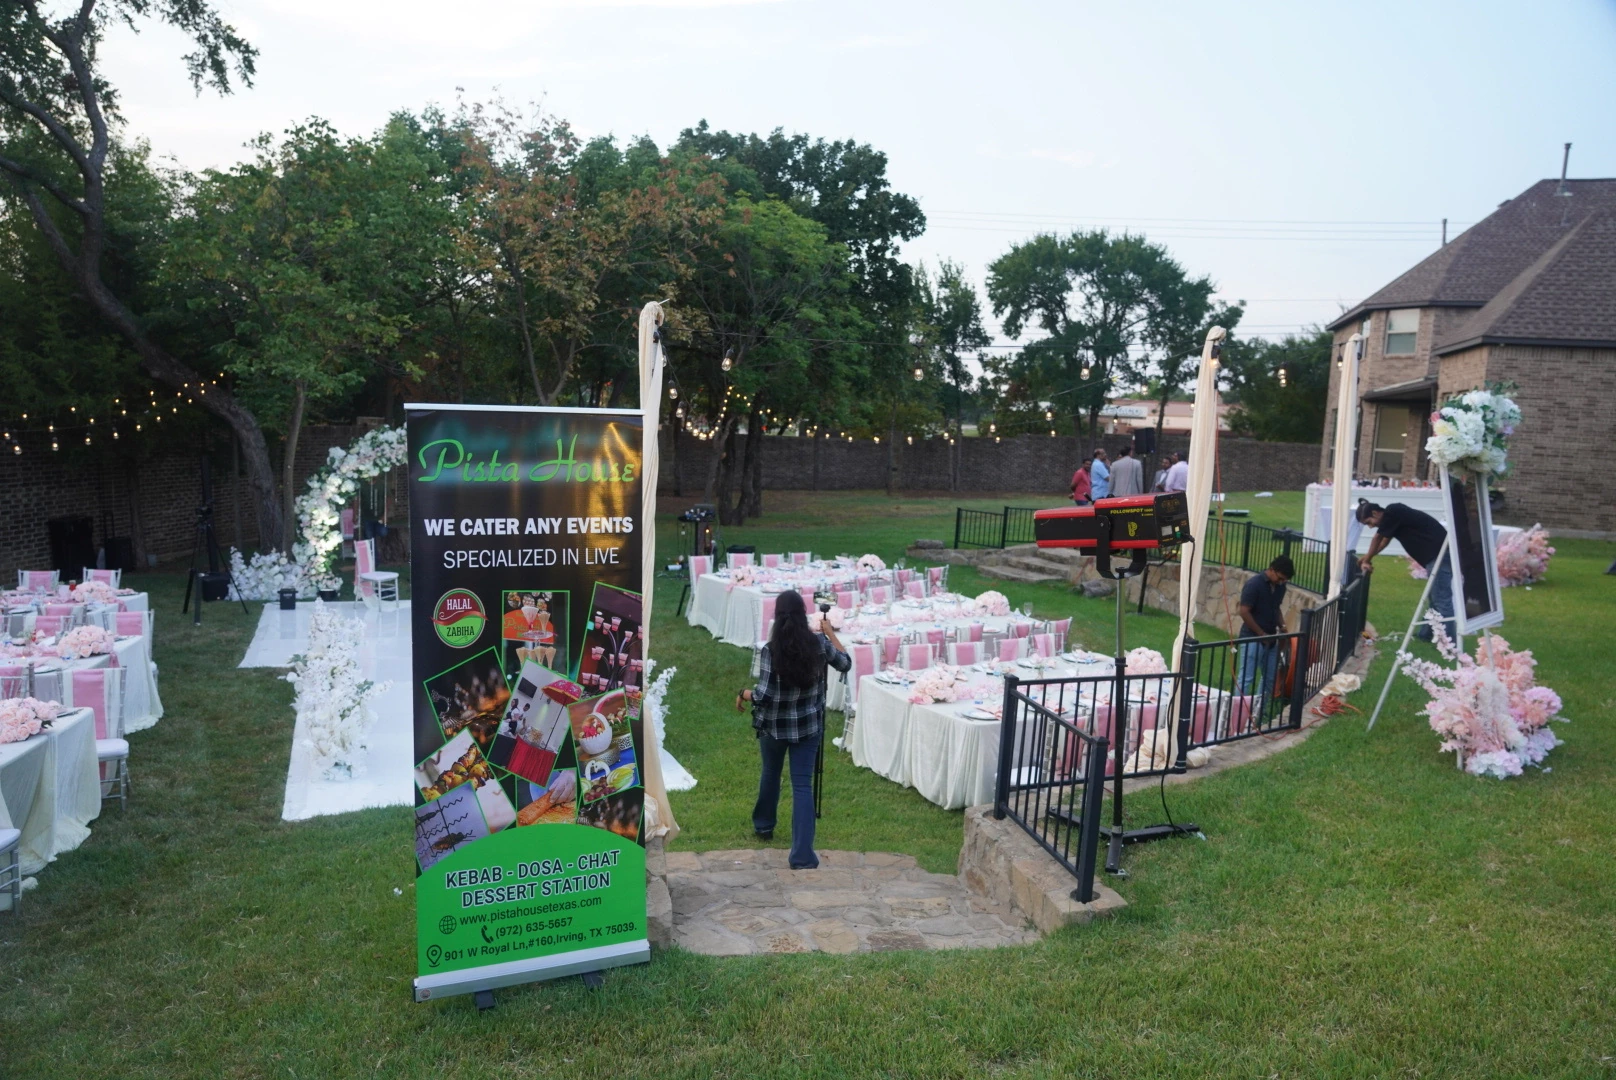 Pista House
WE CATER ANY EVENTS
SPECIALIZED IN LIVE
HALAL
ZABIHA
KEBAB - DOSA - CHAT
DESSERT STATION
www.pistahousetexas.com
(972) 635-5657
901 W Royal Ln,#160,Irving, TX 75039.
FOLLOWSPOT